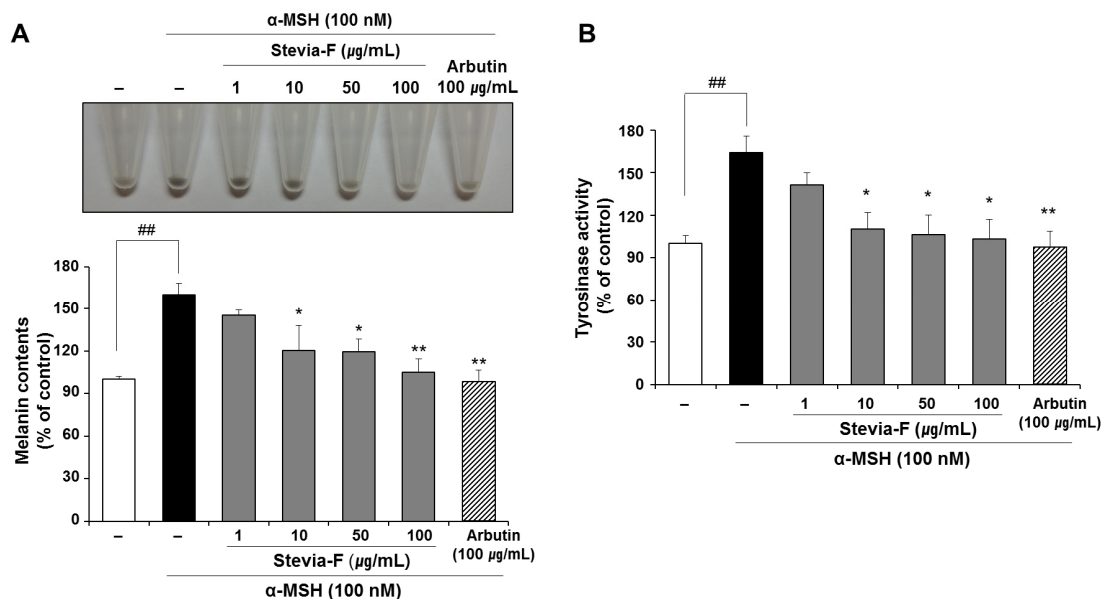 A
α-MSH (100 nM)
Stevia-F (㎍/mL)
– – 1 10 50 100 Arbutin
100 ㎍/mL
##
180
150
120
90
60
30
0
Melanin contents
(% of control)
* * ** **
– – 1 10 50 100 Arbutin
(100 ㎍/mL)
Stevia-F (㎍/mL)
α-MSH (100 nM)
B
##
180
150
120
90
60
30
0
Tyrosinase activity
(% of control)
* * * **
– – 1 10 50 100 Arbutin
(100 ㎍/mL)
Stevia-F (㎍/mL)
α-MSH (100 nM)